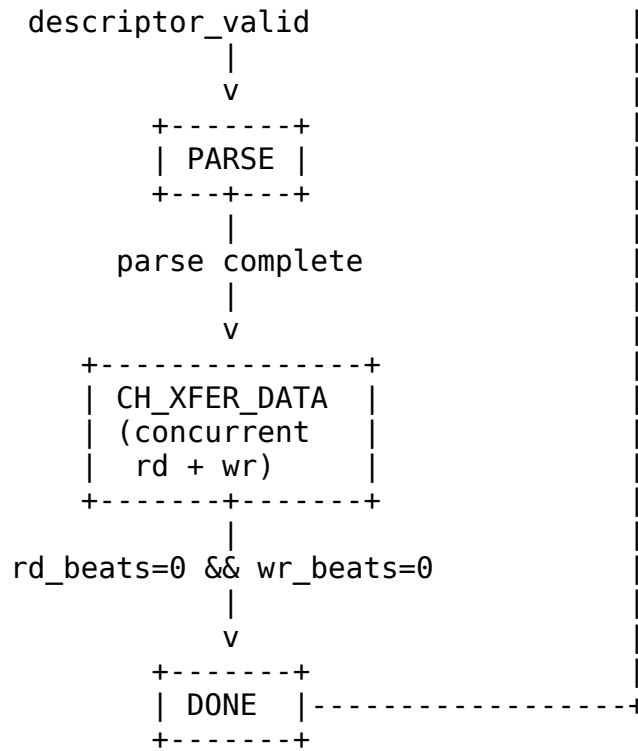 descriptor_valid
PARSE
parse complete
CH_XFER_DATA
(concurrent
rd + wr)
rd_beats=0 && wr_beats=0
DONE